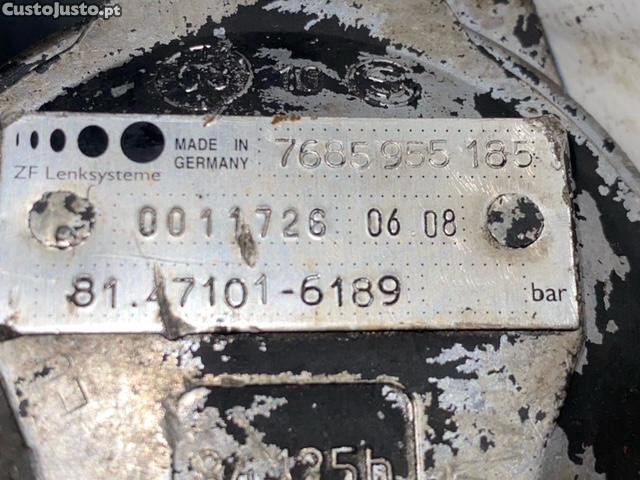 CustoJusto.pt
MADE IN
GERMANY
7685 955 185
ZF Lenksysteme
0011726 06 08
81.47101-6189
bar